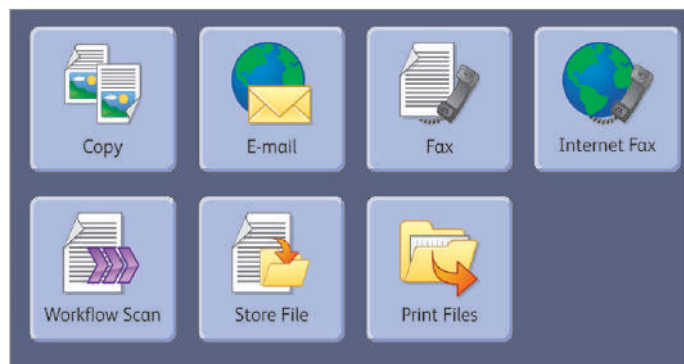 Copy
E-mail
Fax
Internet Fax
Workflow Scan
Store File
Print Files